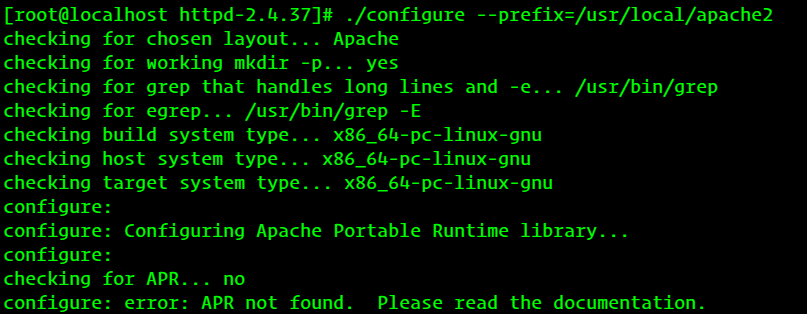 [root@localhost httpd-2.4.37]# ./configure --prefix=/usr/local/apache2
checking for chosen layout... Apache
checking for working mkdir -p... yes
checking for grep that handles long lines and -e... /usr/bin/grep
checking for egrep... /usr/bin/grep -E
checking build system type... x86_64-pc-linux-gnu
checking host system type... x86_64-pc-linux-gnu
checking target system type... x86_64-pc-linux-gnu
configure:
configure: Configuring Apache Portable Runtime library...
configure:
checking for APR... no
configure: error: APR not found.  Please read the documentation.